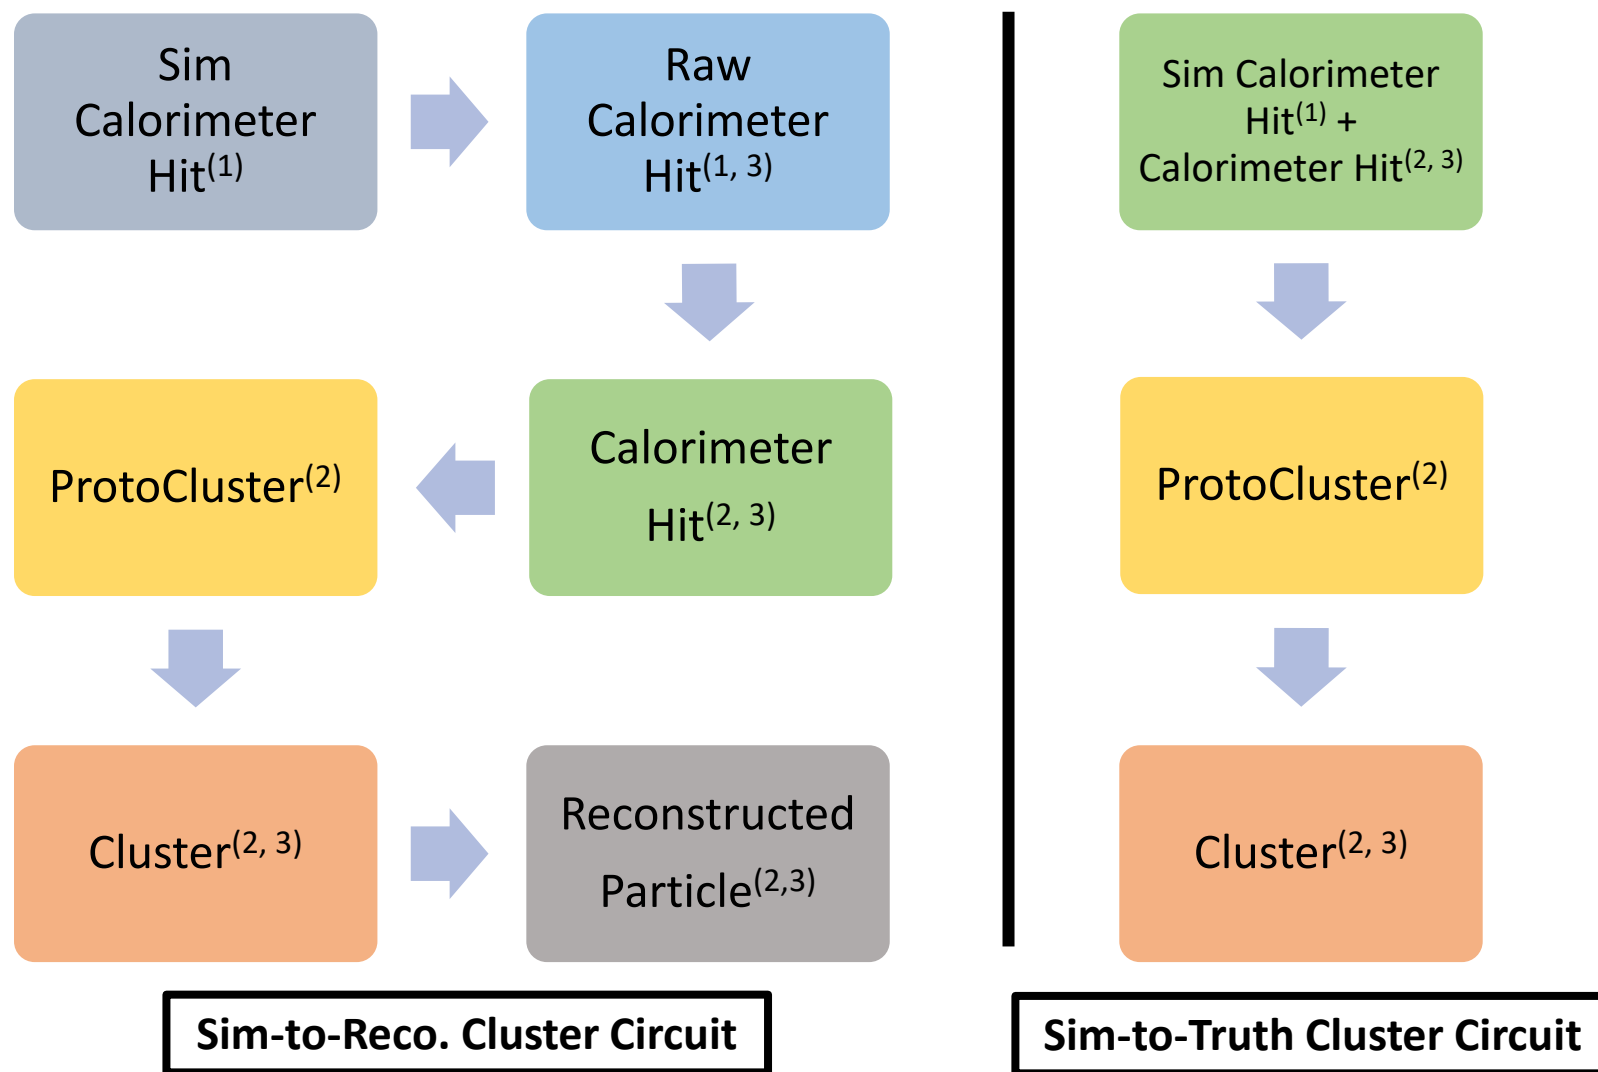 Sim
Calorimeter
Hit(1)
Raw
Calorimeter
Hit(1, 3)
Calorimeter
Hit(2, 3)
ProtoCluster(2)
Cluster(2, 3)
Reconstructed
Particle(2,3)
Sim-to-Reco. Cluster Circuit
Sim Calorimeter
Hit(1) +
Calorimeter Hit(2, 3)
ProtoCluster(2)
Cluster(2, 3)
Sim-to-Truth Cluster Circuit